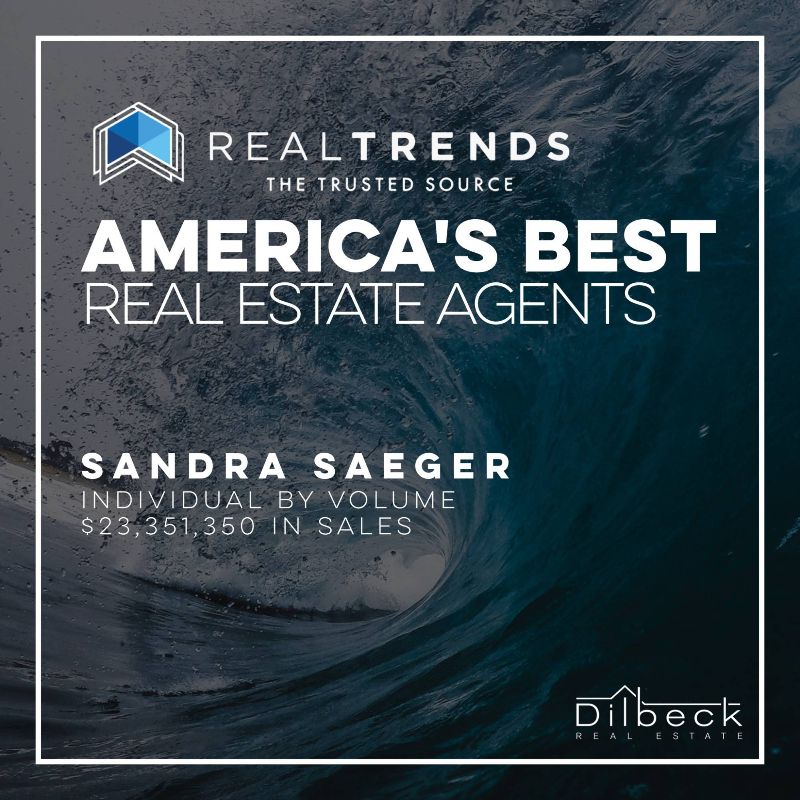 REALTRENDS
THE TRUSTED SOURCE
AMERICA'S BEST
REAL ESTATE AGENTS
SANDRA SAEGER
INDIVIDUAL BY VOLUME
$23,351,350 IN SALES
Dilbeck
REAL ESTATE